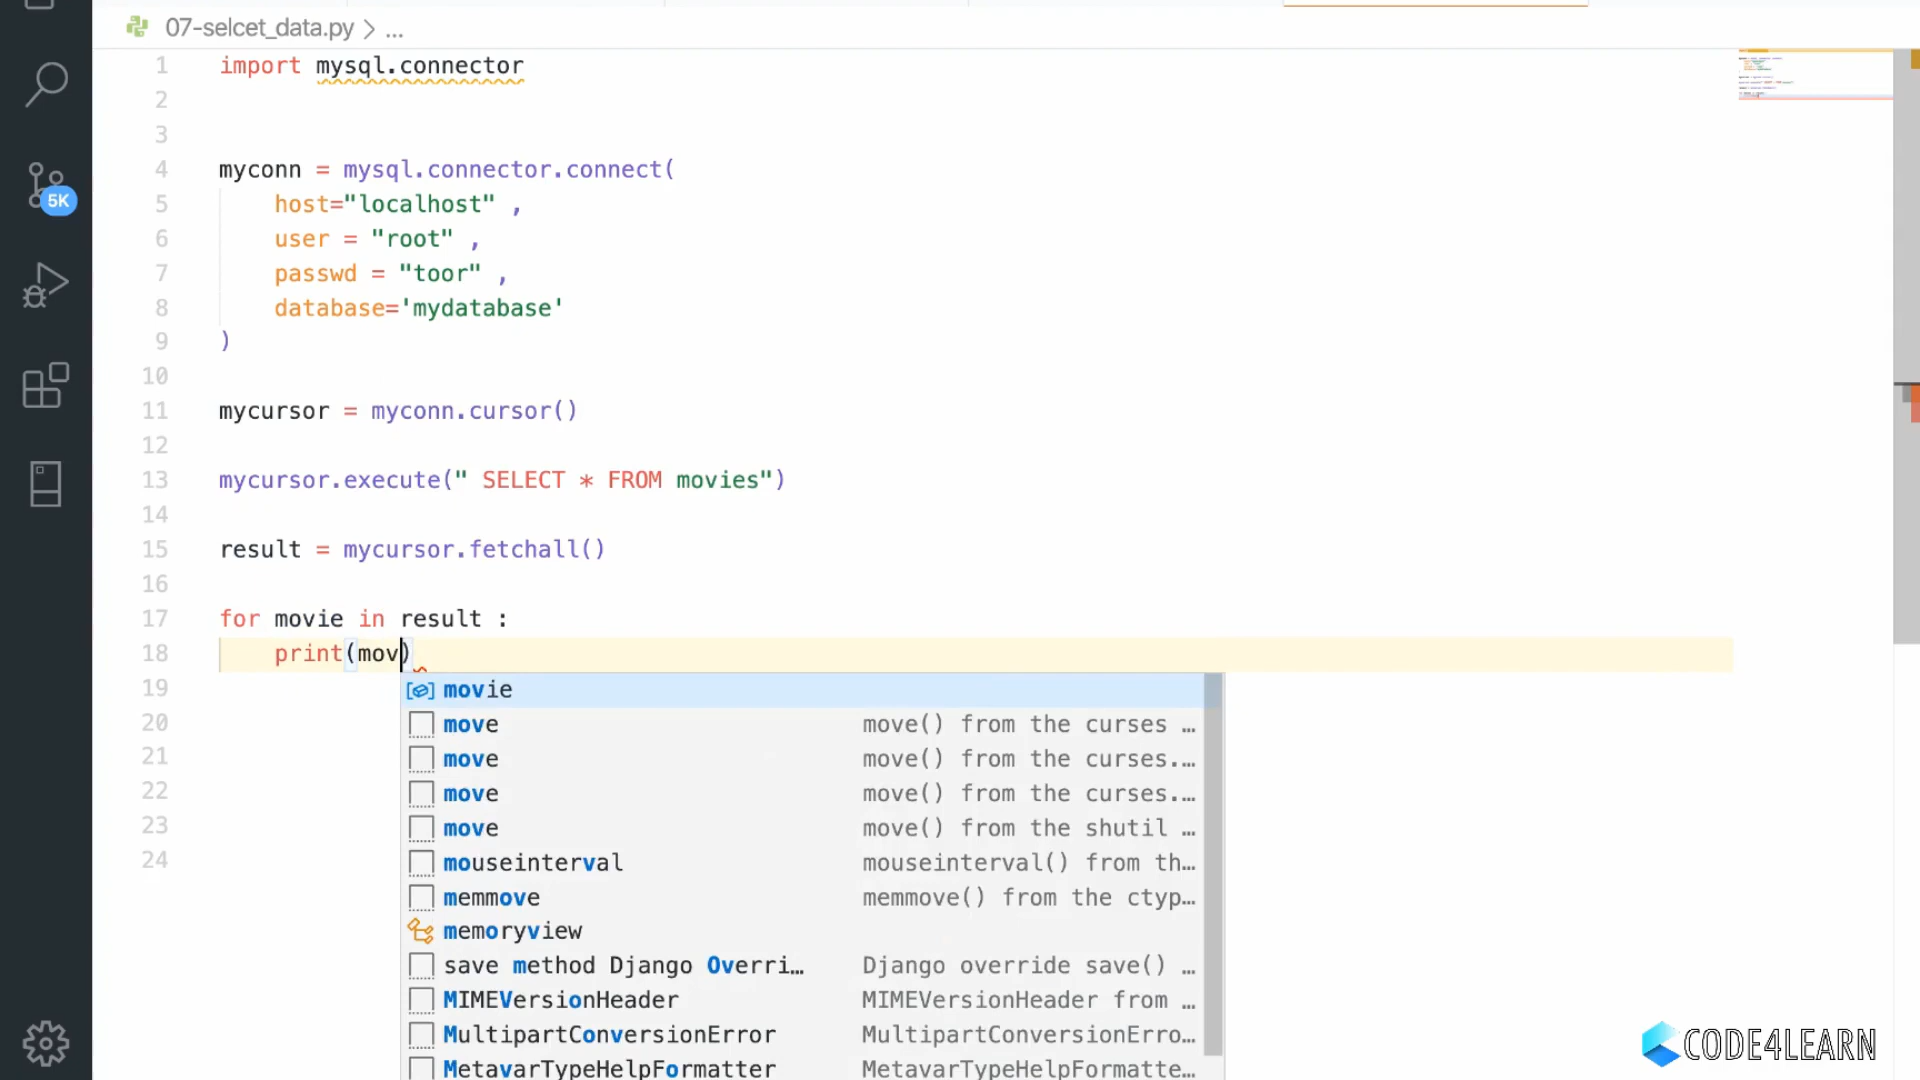 07-selcet_data.py > ...
1 import mysql.connector
2
3
4 myconn = mysql.connector.connect(
5 host="localhost" ,
6 user = "root" ,
7 passwd = "toor" ,
8 database='mydatabase'
9 )
10
11 mycursor = myconn.cursor()
12
13 mycursor.execute(" SELECT * FROM movies")
14
15 result = mycursor.fetchall()
16
17 for movie in result :
18 print(mov)
19 movie
20 move move() from the curses …
21 move move() from the curses.…
22 move move() from the curses.…
23 move move() from the shutil …
24 mouseinterval mouseinterval() from th…
memmove memmove() from the ctyp…
memoryview
save method Django Overri… Django override save() …
MIMEVersionHeader MIMEVersionHeader from …
MultipartConversionError MultipartConversionErro…
MetavarTypeHelpFormatter MetavarTypeHelpFormatte…
5K
CODE4LEARN